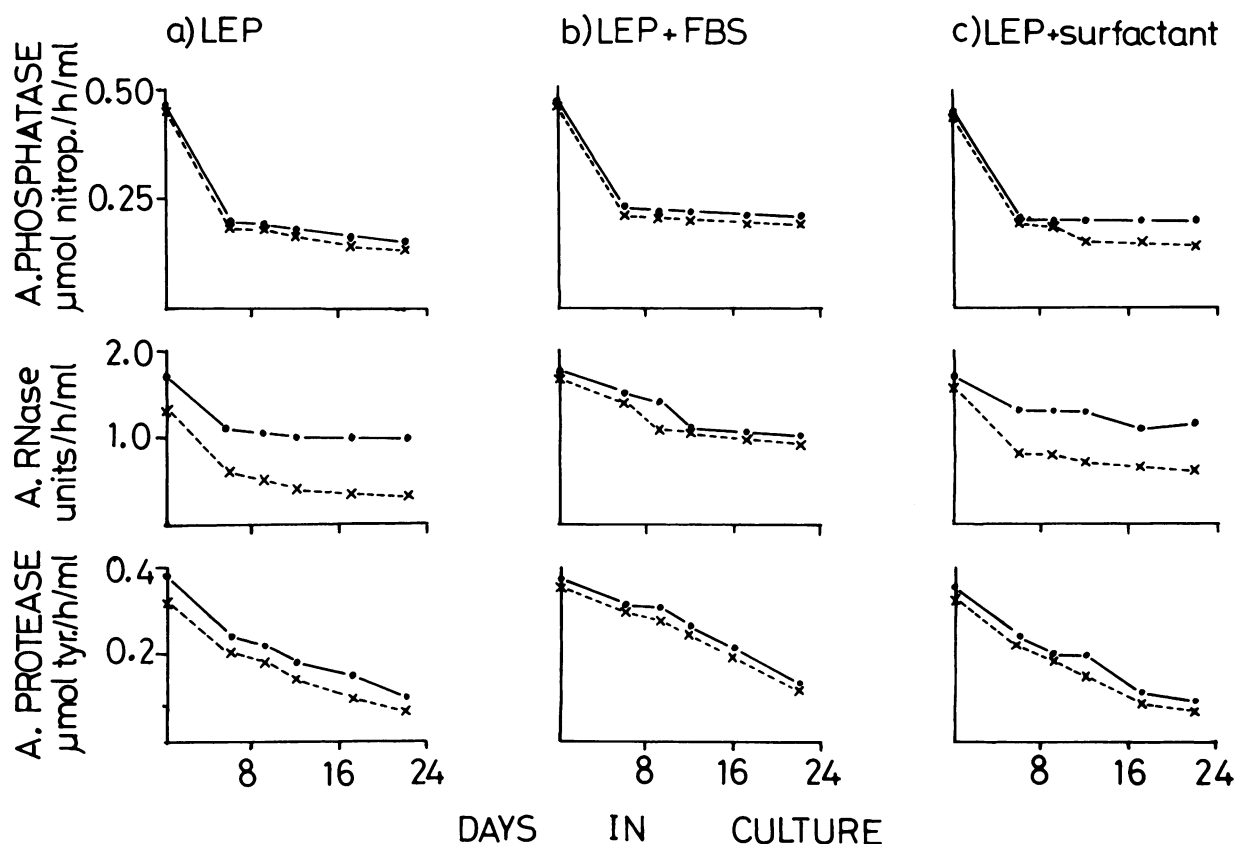 a) LEP
b) LEP + FBS
c) LEP+surfactant
A. PHOSPHATASE
µmol nitrop./h/ml
0.50
0.25
A. RNase
units/h/ml
2.0
1.0
A. PROTEASE
µmol tyr./h/ml
0.4
0.2
8 16 24
8 16 24
8 16 24
DAYS IN CULTURE